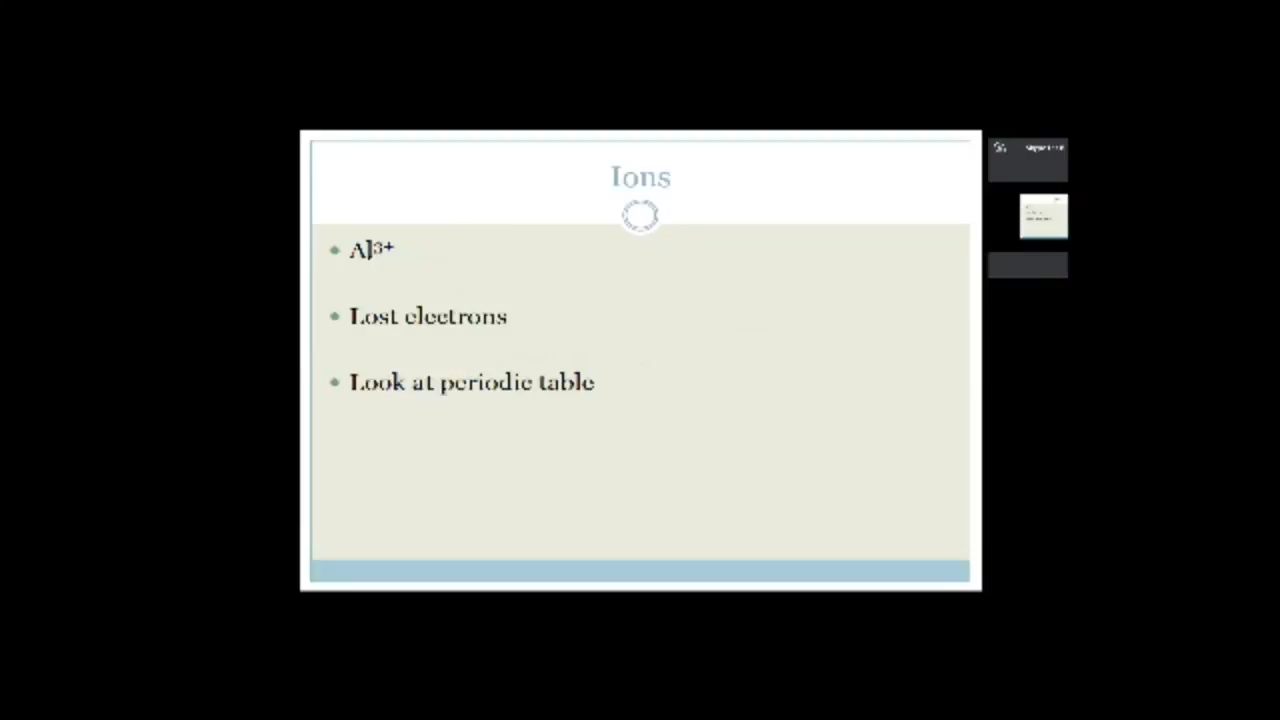 Ions
Al³⁺
Lost electrons
Look at periodic table